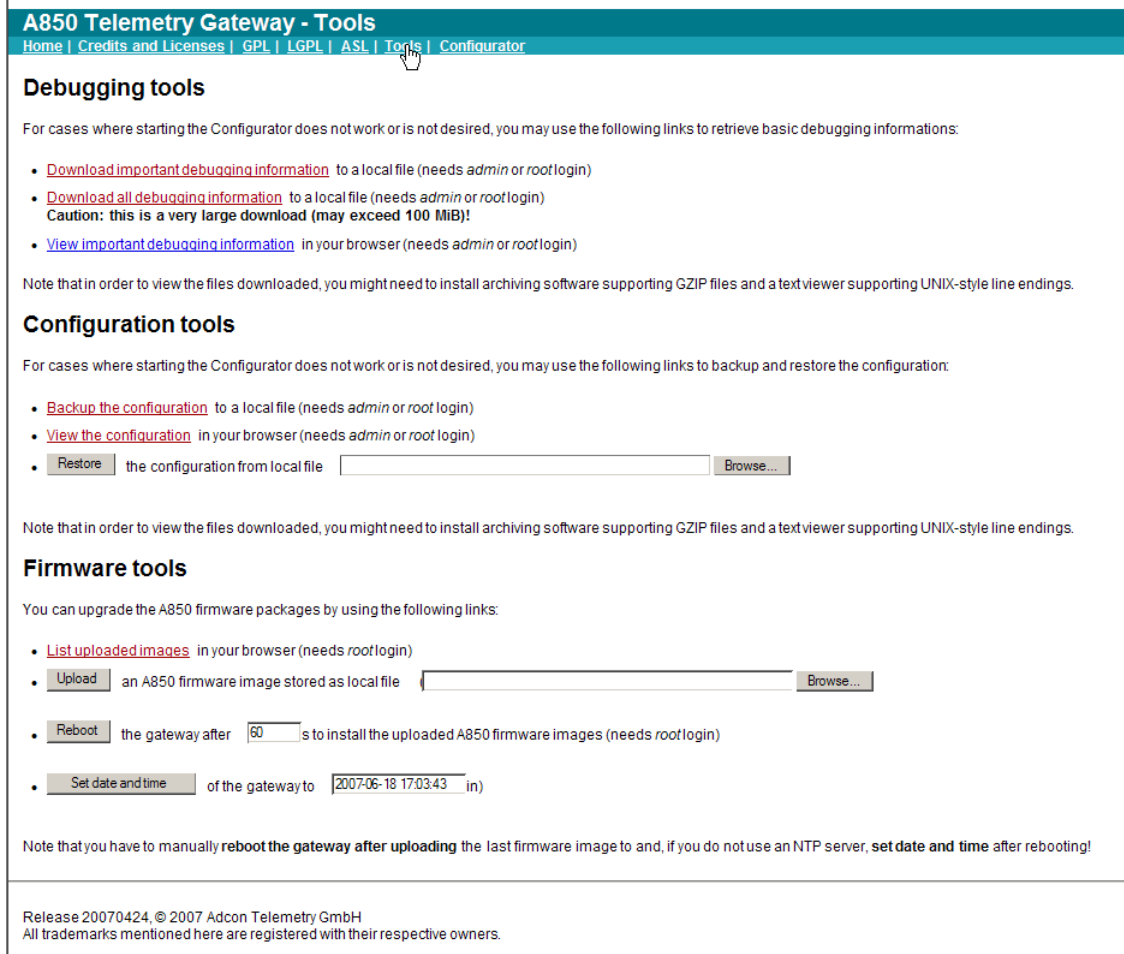 A850 Telemetry Gateway - Tools
Home | Credits and Licenses | GPL | LGPL | ASL | Tools | Configurator
Debugging tools
For cases where starting the Configurator does not work or is not desired, you may use the following links to retrieve basic debugging informations:
• Download important debugging information to a local file (needs admin or root login)
• Download all debugging information to a local file (needs admin or root login)
Caution: this is a very large download (may exceed 100 MiB)!
• View important debugging information in your browser (needs admin or root login)
Note that in order to view the files downloaded, you might need to install archiving software supporting GZIP files and a text viewer supporting UNIX-style line endings.
Configuration tools
For cases where starting the Configurator does not work or is not desired, you may use the following links to backup and restore the configuration:
• Backup the configuration to a local file (needs admin or root login)
• View the configuration in your browser (needs admin or root login)
• Restore the configuration from local file Browse...
Note that in order to view the files downloaded, you might need to install archiving software supporting GZIP files and a text viewer supporting UNIX-style line endings.
Firmware tools
You can upgrade the A850 firmware packages by using the following links:
• List uploaded images in your browser (needs root login)
• Upload an A850 firmware image stored as local file ( Browse...
• Reboot the gateway after 60 s to install the uploaded A850 firmware images (needs root login)
• Set date and time of the gateway to 2007-06-18 17:03:43 in)
Note that you have to manually reboot the gateway after uploading the last firmware image to and, if you do not use an NTP server, set date and time after rebooting!
Release 20070424, © 2007 Adcon Telemetry GmbH
All trademarks mentioned here are registered with their respective owners.